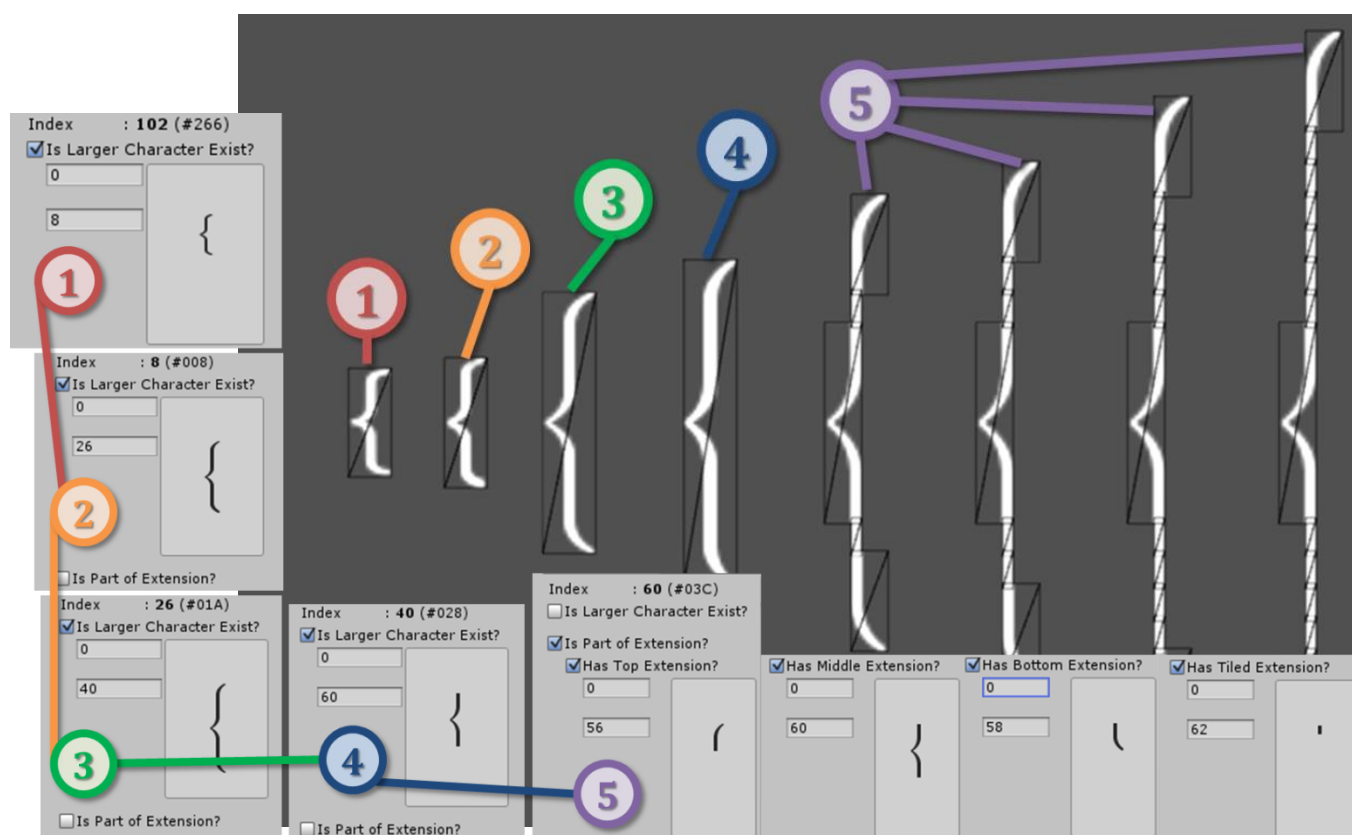 Index : 102 (#266)
Is Larger Character Exist?
0
8
{
1
Index : 8 (#008)
Is Larger Character Exist?
0
26
{
2
Is Part of Extension?
Index : 26 (#01A)
Is Larger Character Exist?
0
40
{
3
Is Part of Extension?
Index : 40 (#028)
Is Larger Character Exist?
0
60
4
Is Part of Extension?
Index : 60 (#03C)
Is Larger Character Exist?
Is Part of Extension?
Has Top Extension?
0
56
5
Has Middle Extension?
0
60
Has Bottom Extension?
0
58
Has Tiled Extension?
0
62
1
2
3
4
5